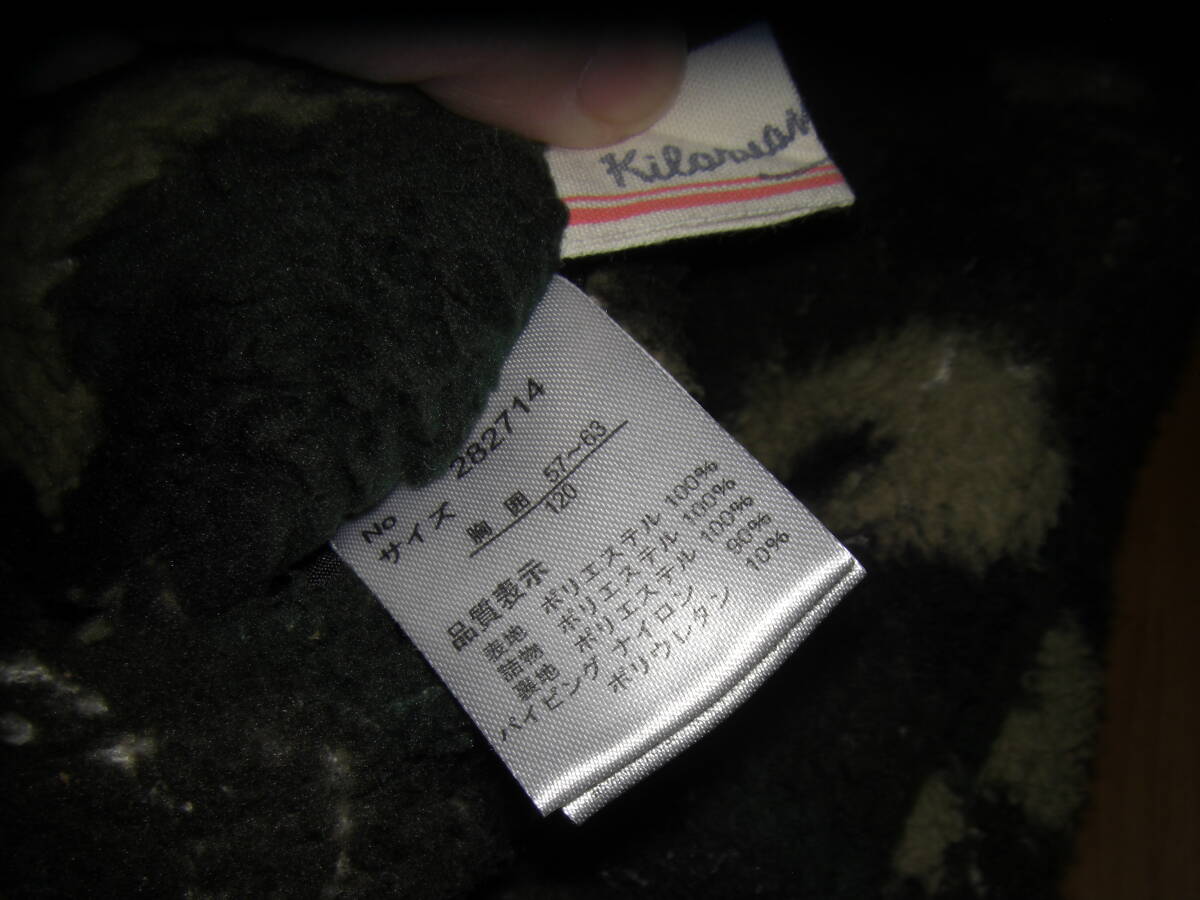 No 282714
サイズ 胸囲 57～63
120
品質表示
表地 ポリエステル 100%
詰物 ポリエステル 100%
裏地 ポリエステル 100%
パイピング ナイロン 90%
ポリウレタン 10%